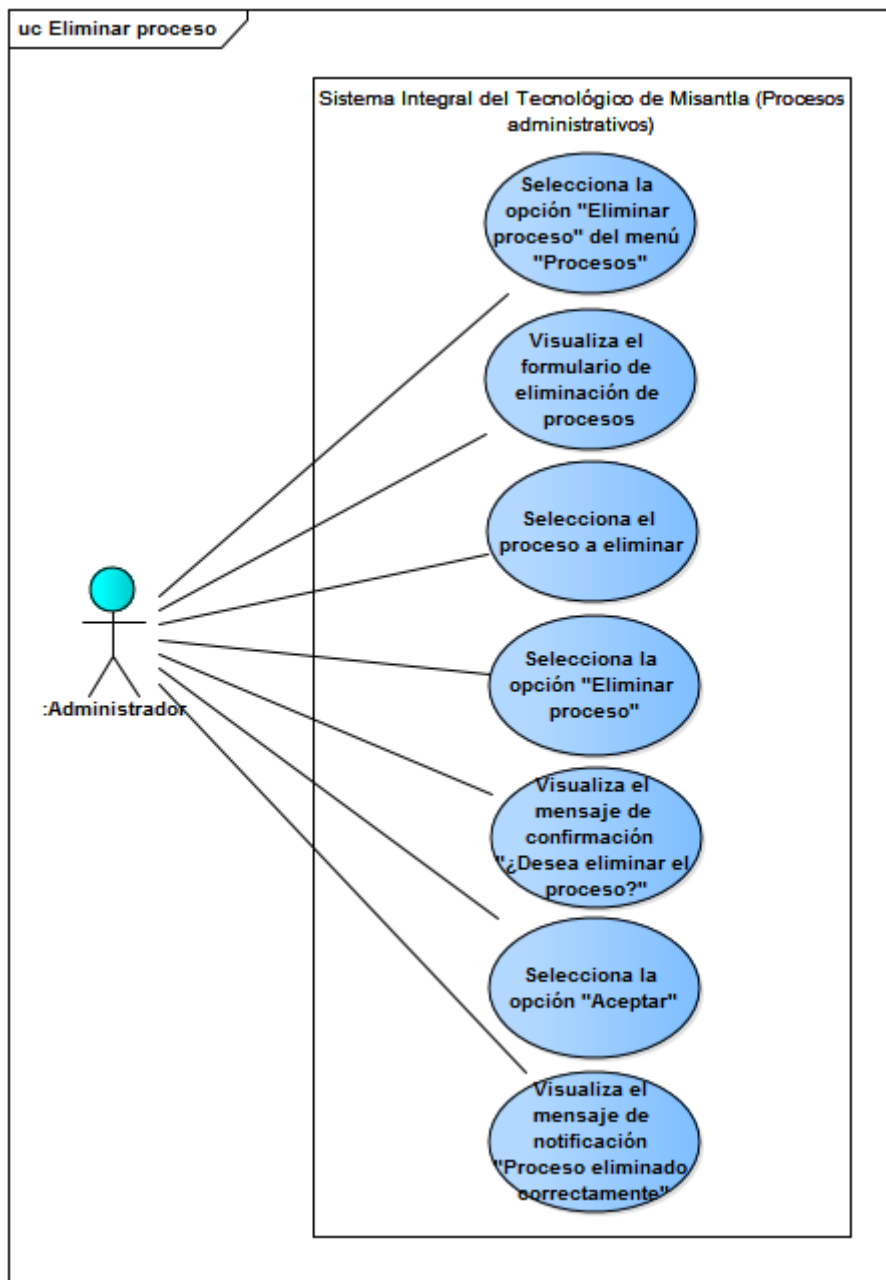 uc Eliminar proceso
Sistema Integral del Tecnológico de Misantla (Procesos
administrativos)
Selecciona la
opción "Eliminar
proceso" del menú
"Procesos"
Visualiza el
formulario de
eliminación de
procesos
Selecciona el
proceso a eliminar
Selecciona la
opción "Eliminar
proceso"
:Administrador
Visualiza el
mensaje de
confirmación
"¿Desea eliminar el
proceso?"
Selecciona la
opción "Aceptar"
Visualiza el
mensaje de
notificación
"Proceso eliminado
correctamente"